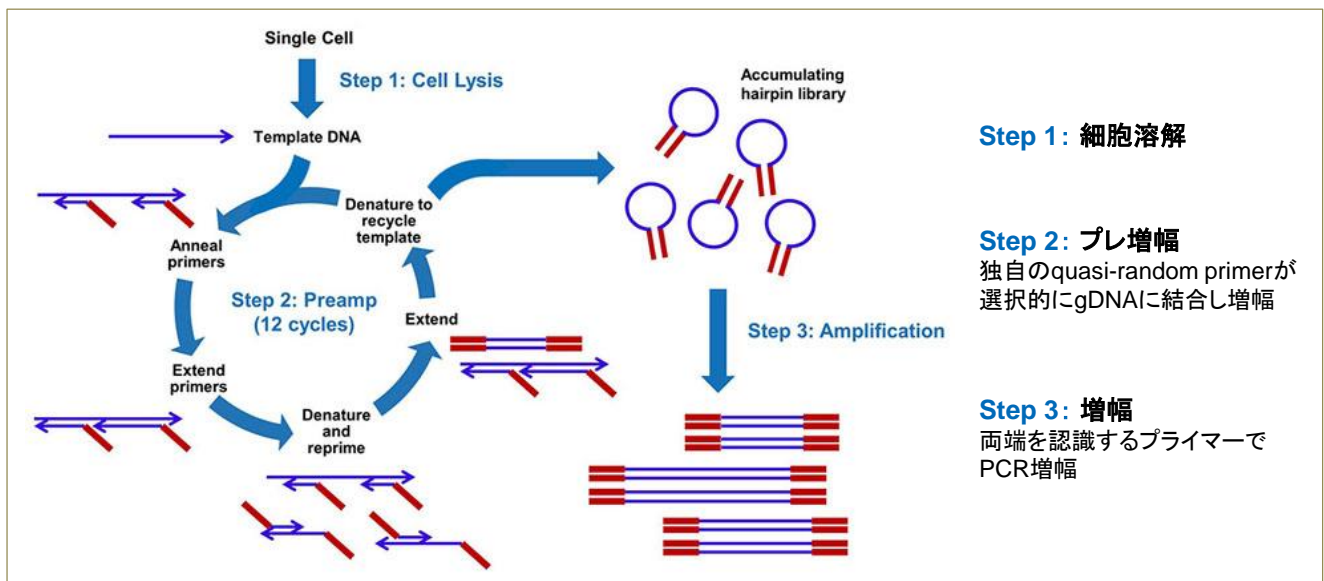 Single Cell
Step 1: Cell Lysis
Template DNA
Anneal
primers
Step 2: Preamp
(12 cycles)
Extend
primers
Denature
and
reprime
Extend
Denature to
recycle
template
Accumulating
hairpin library
Step 3: Amplification
Step 1: 細胞溶解
Step 2: プレ増幅
独自のquasi-random primerが
選択的にgDNAに結合し増幅
Step 3: 増幅
両端を認識するプライマーで
PCR増幅